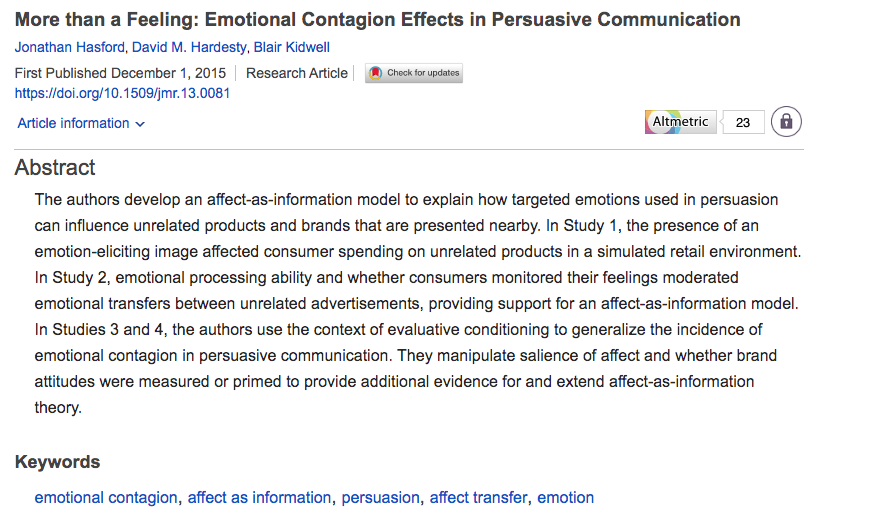 More than a Feeling: Emotional Contagion Effects in Persuasive Communication
Jonathan Hasford, David M. Hardesty, Blair Kidwell
First Published December 1, 2015 Research Article Check for updates
https://doi.org/10.1509/jmr.13.0081
Article information
Altmetric 23
Abstract
The authors develop an affect-as-information model to explain how targeted emotions used in persuasion
can influence unrelated products and brands that are presented nearby. In Study 1, the presence of an
emotion-eliciting image affected consumer spending on unrelated products in a simulated retail environment.
In Study 2, emotional processing ability and whether consumers monitored their feelings moderated
emotional transfers between unrelated advertisements, providing support for an affect-as-information model.
In Studies 3 and 4, the authors use the context of evaluative conditioning to generalize the incidence of
emotional contagion in persuasive communication. They manipulate salience of affect and whether brand
attitudes were measured or primed to provide additional evidence for and extend affect-as-information
theory.
Keywords
emotional contagion, affect as information, persuasion, affect transfer, emotion